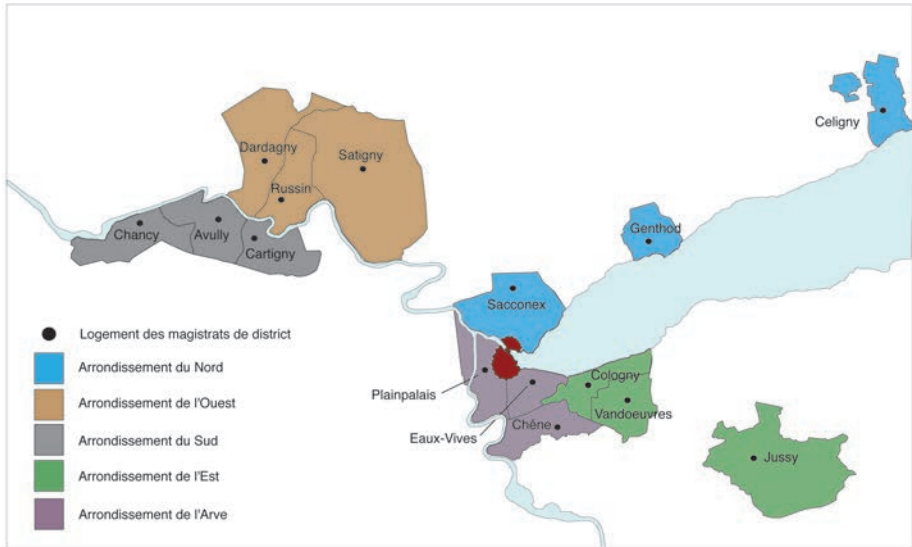 Celigny
Dardagny
Satigny
Russin
Genthod
Chancy
Avully
Cartigny
Sacconex
Logement des magistrats de district
Arrondissement du Nord
Arrondissement de l'Ouest
Arrondissement du Sud
Arrondissement de l'Est
Arrondissement de l'Arve
Plainpalais
Cologny
Vandoeuvres
Eaux-Vives
Chêne
Jussy